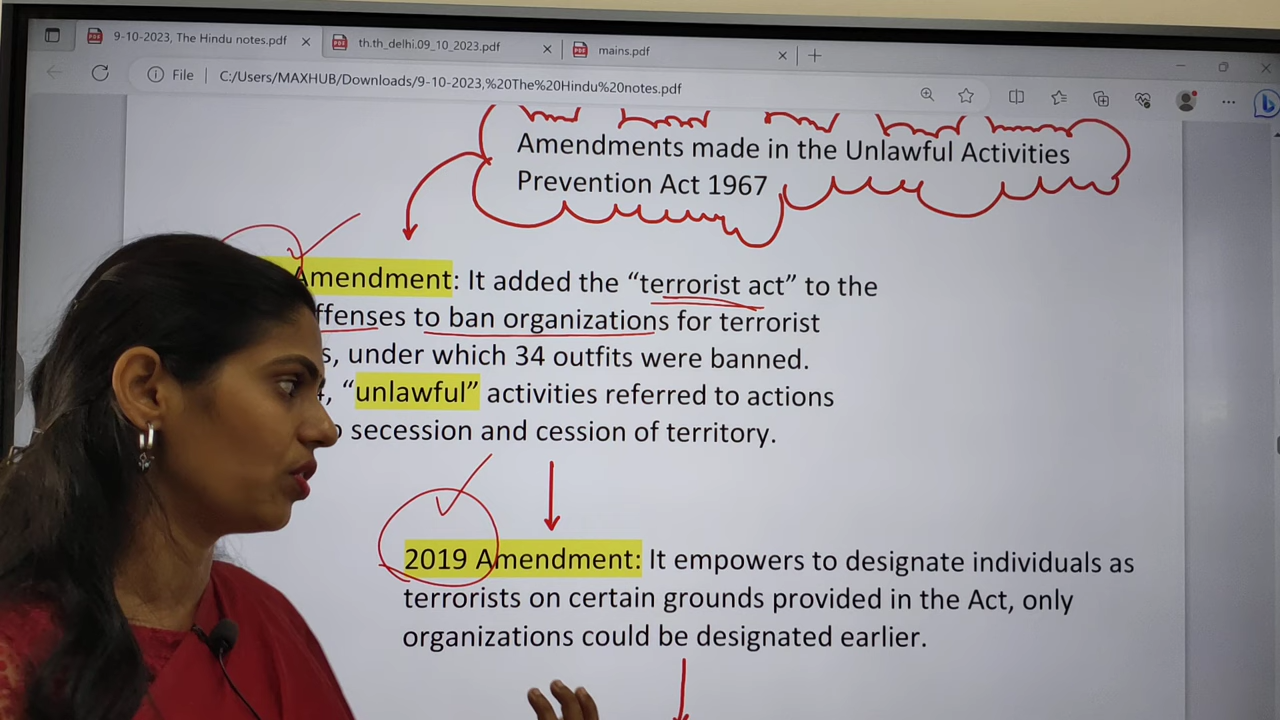 9-10-2023, The Hindu notes.pdf
th.th_delhi.09_10_2023.pdf
mains.pdf
File
C:/Users/MAXHUB/Downloads/9-10-2023,%20The%20Hindu%20notes.pdf
Amendments made in the Unlawful Activities
Prevention Act 1967
Amendment: It added the “terrorist act” to the
ffenses to ban organizations for terrorist
s, under which 34 outfits were banned.
4, “unlawful” activities referred to actions
o secession and cession of territory.
2019 Amendment: It empowers to designate individuals as
terrorists on certain grounds provided in the Act, only
organizations could be designated earlier.